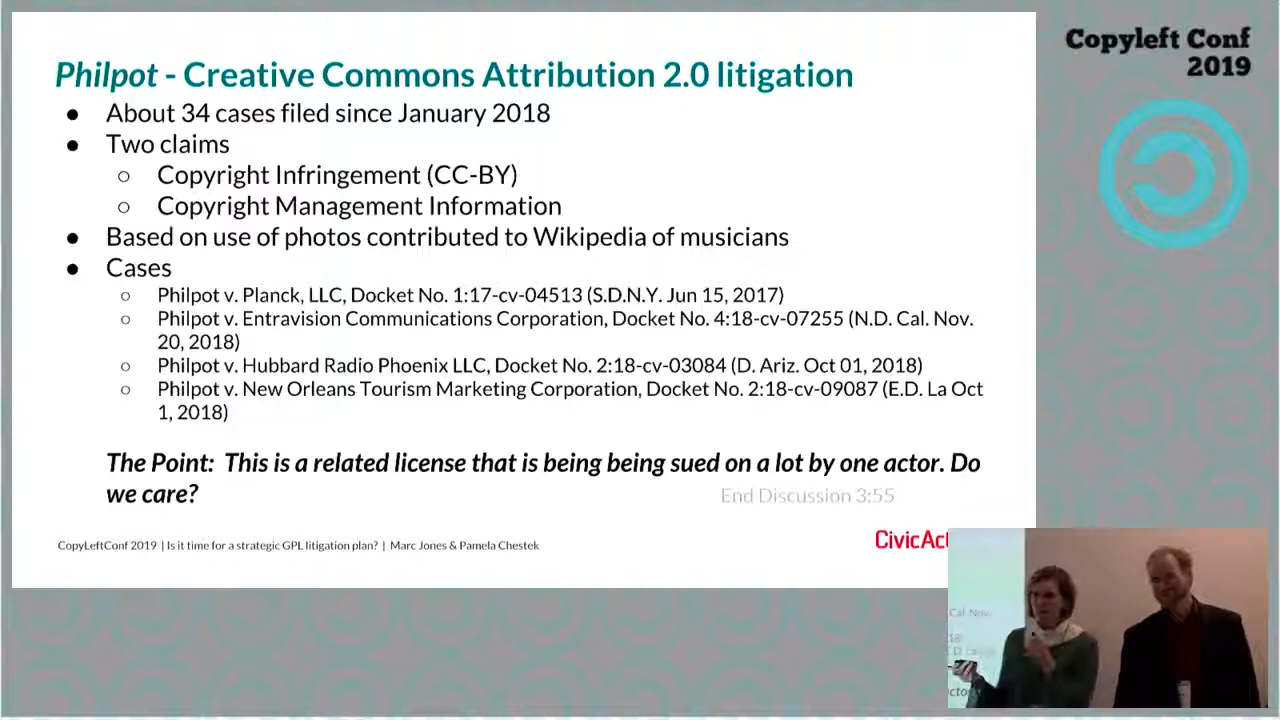 Philpot - Creative Commons Attribution 2.0 litigation
● About 34 cases filed since January 2018
● Two claims
○ Copyright Infringement (CC-BY)
○ Copyright Management Information
● Based on use of photos contributed to Wikipedia of musicians
● Cases
○ Philpot v. Planck, LLC, Docket No. 1:17-cv-04513 (S.D.N.Y. Jun 15, 2017)
○ Philpot v. Entravision Communications Corporation, Docket No. 4:18-cv-07255 (N.D. Cal. Nov.
20, 2018)
○ Philpot v. Hubbard Radio Phoenix LLC, Docket No. 2:18-cv-03084 (D. Ariz. Oct 01, 2018)
○ Philpot v. New Orleans Tourism Marketing Corporation, Docket No. 2:18-cv-09087 (E.D. La Oct
1, 2018)
The Point: This is a related license that is being being sued on a lot by one actor. Do
we care?
End Discussion 3:55
CopyLeftConf 2019 | Is it time for a strategic GPL litigation plan? | Marc Jones & Pamela Chestek
CivicAct
Copyleft Conf
2019
Cal. Nov.